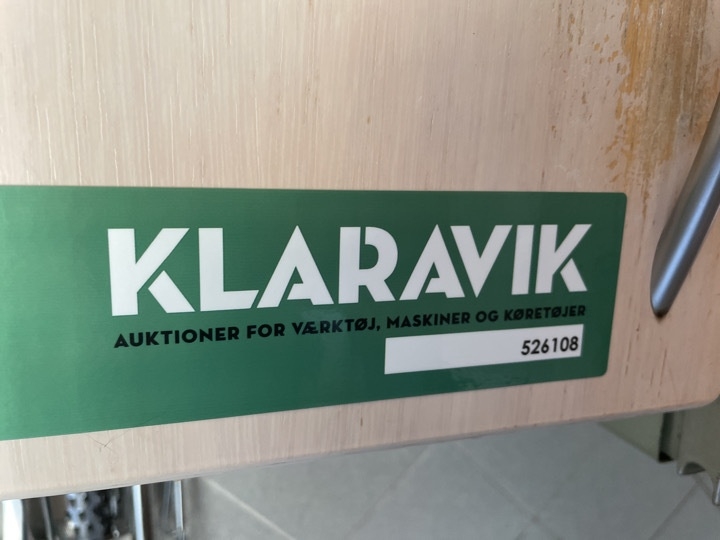 KLARAVIK
AUKTIONER FOR VÆRKTØJ, MASKINER OG KØRETØJER
526108